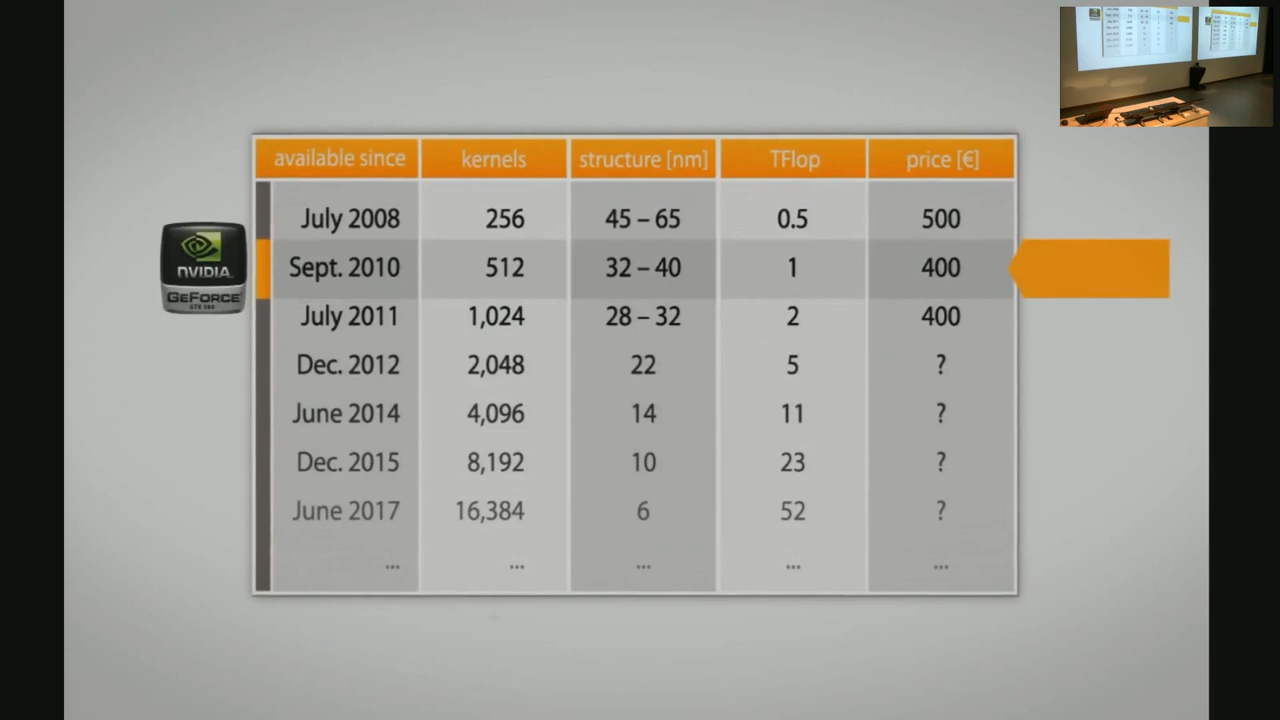 available since kernels structure [nm] TFlop price [€]
July 2008 256 45 – 65 0.5 500
Sept. 2010 512 32 – 40 1 400
July 2011 1,024 28 – 32 2 400
Dec. 2012 2,048 22 5 ?
June 2014 4,096 14 11 ?
Dec. 2015 8,192 10 23 ?
June 2017 16,384 6 52 ?
... ... ... ... ...
NVIDIA
GEFORCE